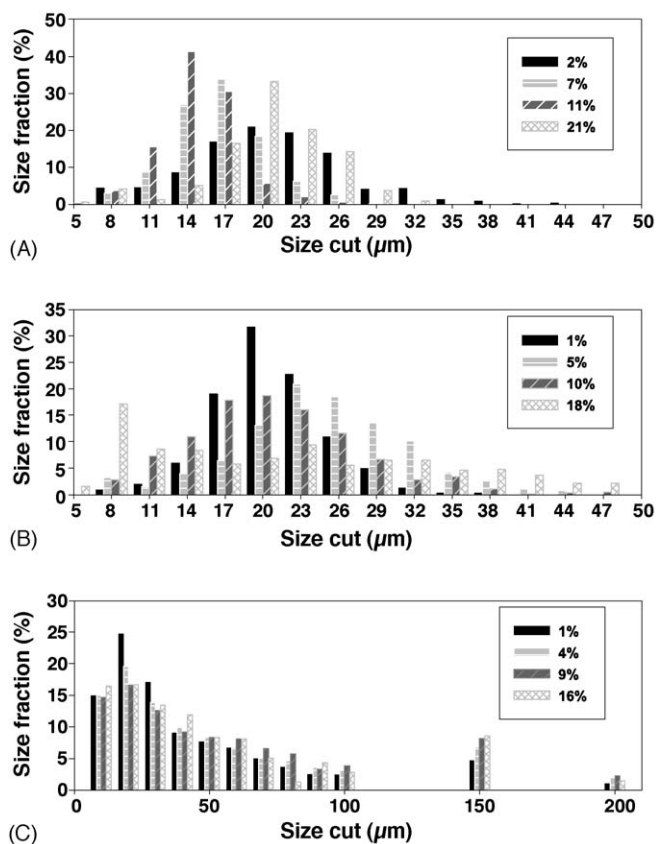 50
40
30
20
10
0
Size fraction (%)
2%
7%
11%
21%
5 8 11 14 17 20 23 26 29 32 35 38 41 44 47 50
(A)
Size cut (µm)
35
30
25
20
15
10
5
0
Size fraction (%)
1%
5%
10%
18%
5 8 11 14 17 20 23 26 29 32 35 38 41 44 47 50
(B)
Size cut (µm)
30
25
20
15
10
5
0
Size fraction (%)
1%
4%
9%
16%
0 50 100 150 200
(C)
Size cut (µm)